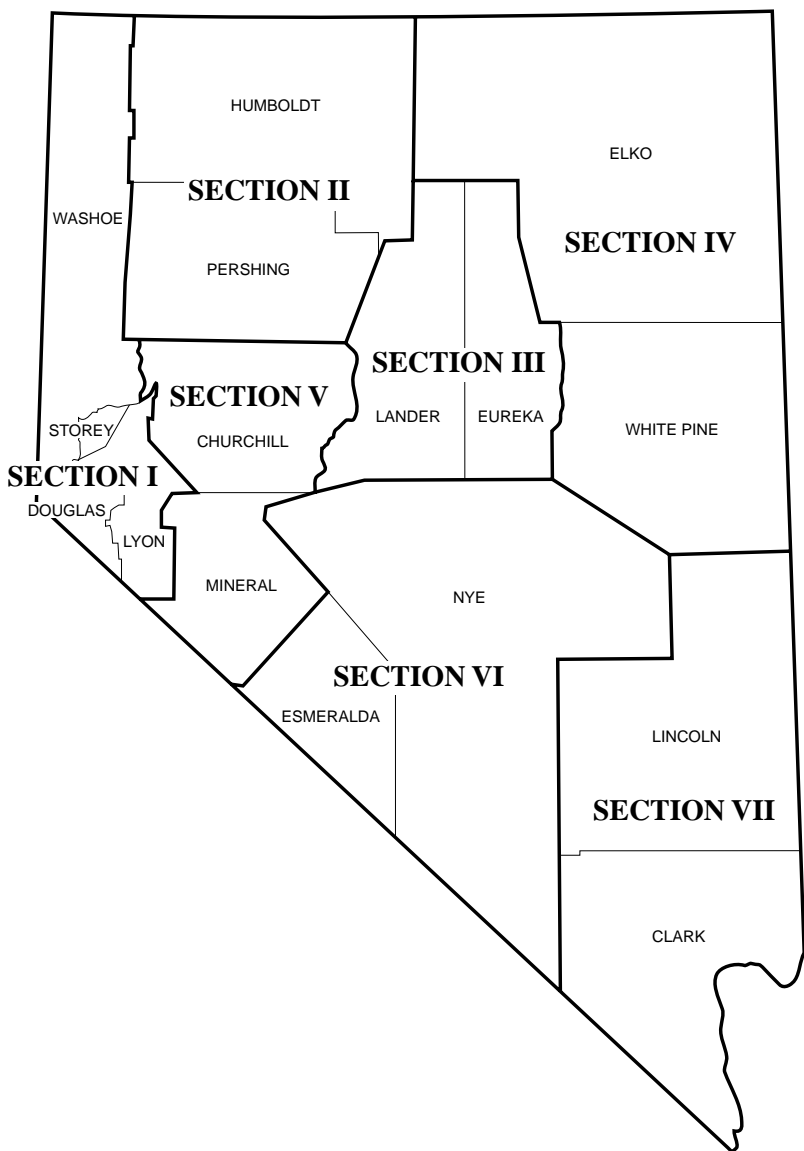 HUMBOLDT
ELKO
SECTION II
WASHOE
SECTION IV
PERSHING
SECTION III
SECTION V
LANDER
EUREKA
STOREY
CHURCHILL
WHITE PINE
SECTION I
DOUGLAS
LYON
MINERAL
NYE
SECTION VI
ESMERALDA
LINCOLN
SECTION VII
CLARK